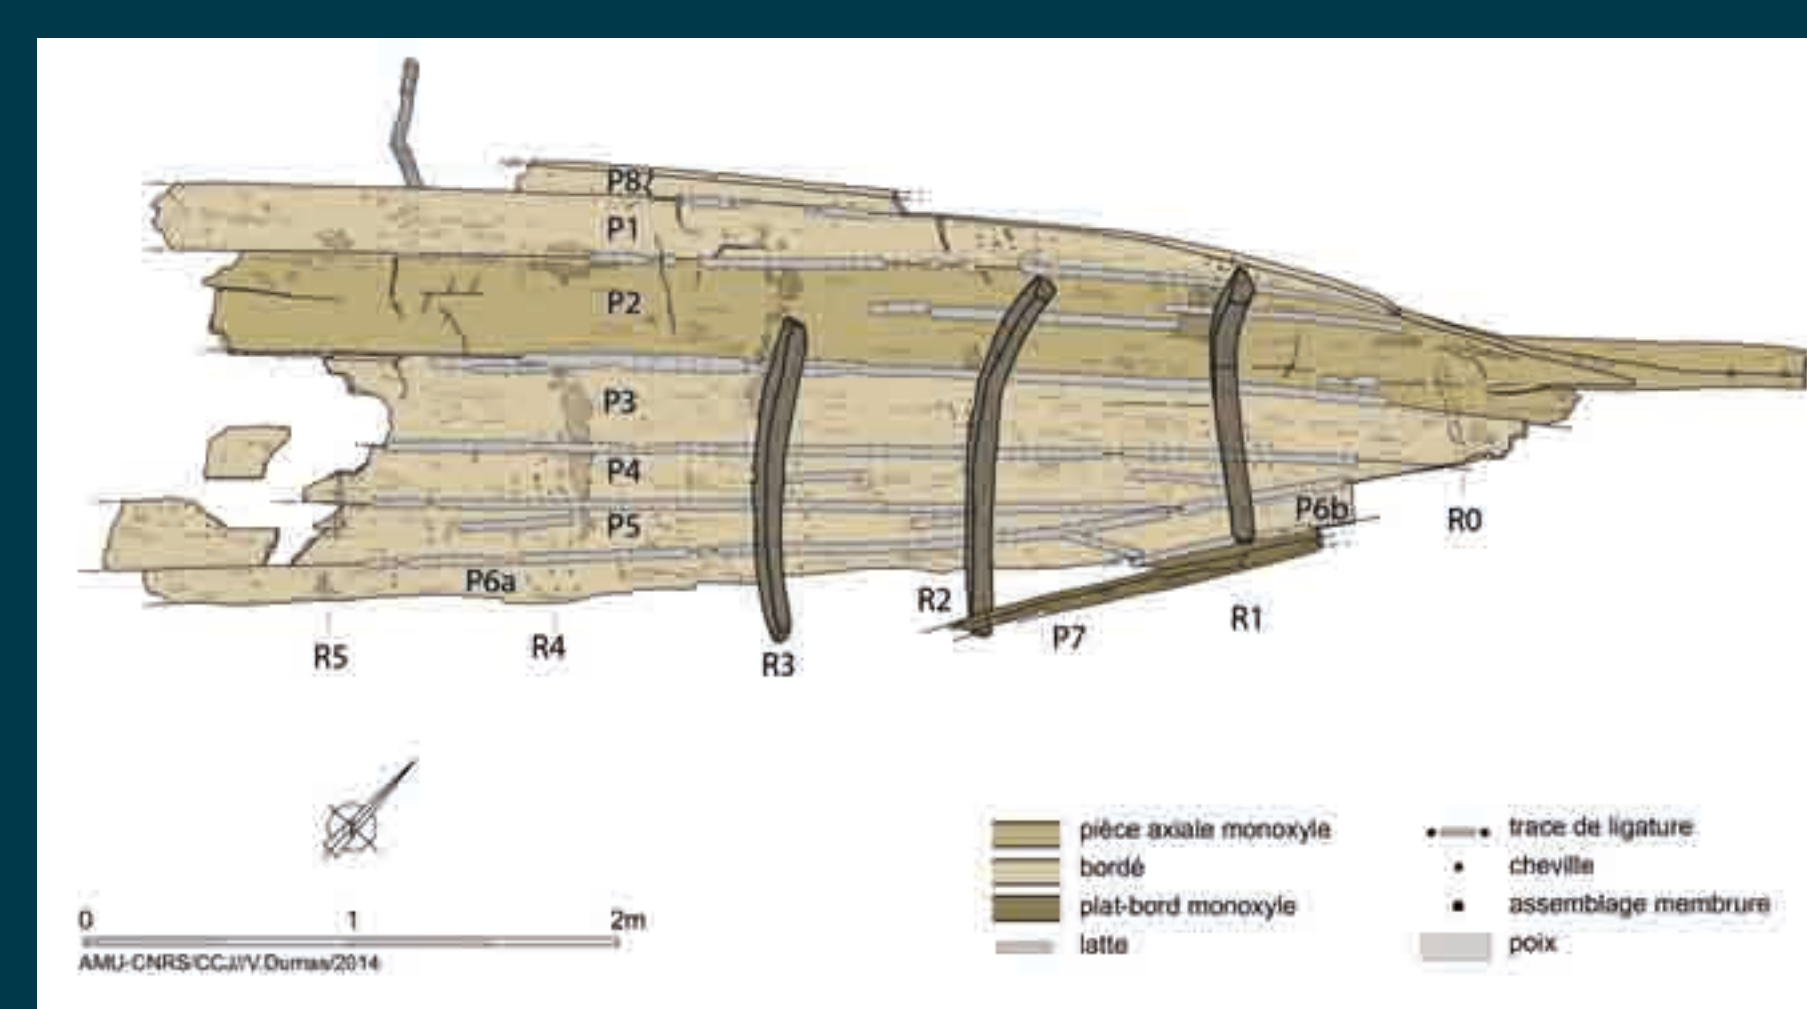 P8
P1
P2
P3
P4
P5
P6b
R0
P6a
R2
R1
P7
R5
R4
R3
pièce axiale monoxyle
bordé
plat-bord monoxyle
latte
trace de ligature
cheville
assemblage membrure
poix
0 1 2m
AMU-CNRS/CCJ//V.Dumas/2014